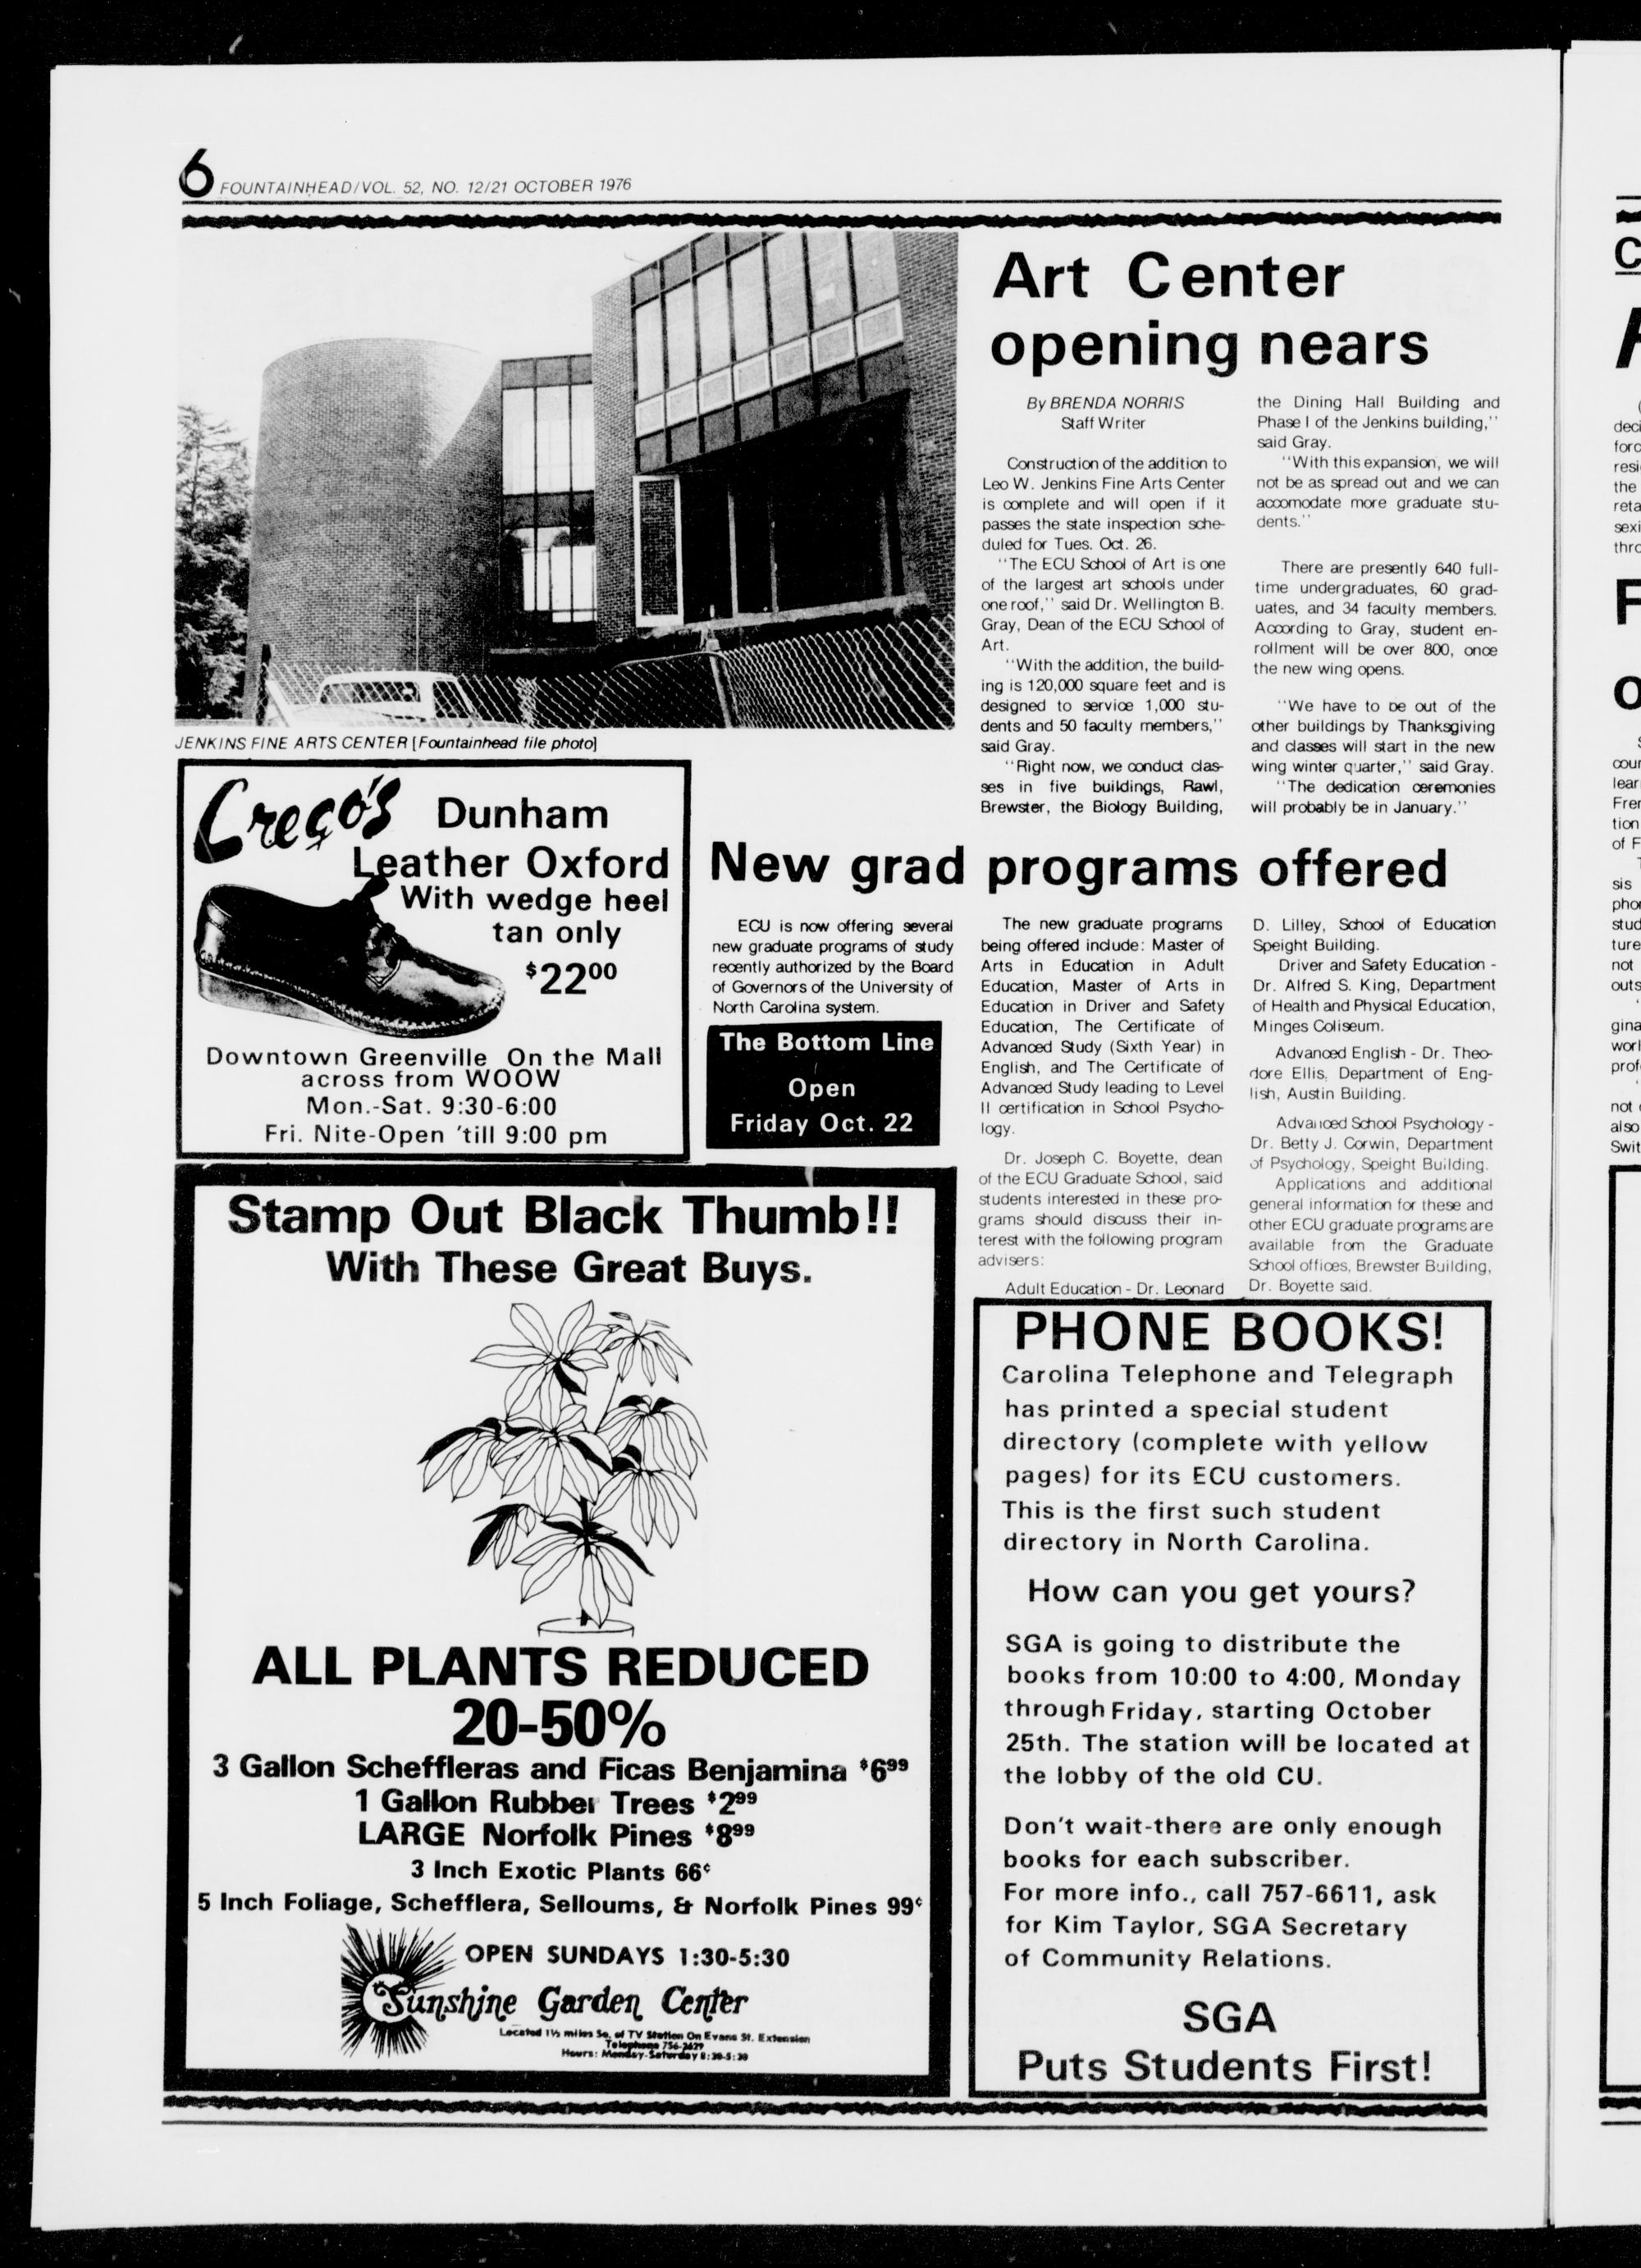 6 FOUNTAINHEAD/VOL. 52, NO. 12/21 OCTOBER 1976
JENKINS FINE ARTS CENTER [Fountainhead file photo]
Art Center
opening nears
By BRENDA NORRIS
Staff Writer
Construction of the addition to
Leo W. Jenkins Fine Arts Center
is complete and will open if it
passes the state inspection sche-
duled for Tues. Oct. 26.
''The ECU School of Art is one
of the largest art schools under
one roof,'' said Dr. Wellington B.
Gray, Dean of the ECU School of
Art.
''With the addition, the build-
ing is 120,000 square feet and is
designed to service 1,000 stu-
dents and 50 faculty members,''
said Gray.
''Right now, we conduct clas-
ses in five buildings, Rawl,
Brewster, the Biology Building,
the Dining Hall Building and
Phase I of the Jenkins building,''
said Gray.
''With this expansion, we will
not be as spread out and we can
accomodate more graduate stu-
dents.''
There are presently 640 full-
time undergraduates, 60 grad-
uates, and 34 faculty members.
According to Gray, student en-
rollment will be over 800, once
the new wing opens.
''We have to be out of the
other buildings by Thanksgiving
and classes will start in the new
wing winter quarter,'' said Gray.
''The dedication ceremonies
will probably be in January.''
Creço's
Dunham
Leather Oxford
With wedge heel
tan only
$2200
Downtown Greenville On the Mall
across from WOOW
Mon.-Sat. 9:30-6:00
Fri. Nite-Open 'till 9:00 pm
New grad programs offered
ECU is now offering several
new graduate programs of study
recently authorized by the Board
of Governors of the University of
North Carolina system.
The Bottom Line
Open
Friday Oct. 22
The new graduate programs
being offered include: Master of
Arts in Education in Adult
Education, Master of Arts in
Education in Driver and Safety
Education, The Certificate of
Advanced Study (Sixth Year) in
English, and The Certificate of
Advanced Study leading to Level
II certification in School Psycho-
logy.
Dr. Joseph C. Boyette, dean
of the ECU Graduate School, said
students interested in these pro-
grams should discuss their in-
terest with the following program
advisers:
Adult Education - Dr. Leonard
D. Lilley, School of Education
Speight Building.
Driver and Safety Education -
Dr. Alfred S. King, Department
of Health and Physical Education,
Minges Coliseum.
Advanced English - Dr. Theo-
dore Ellis, Department of Eng-
lish, Austin Building.
Advanced School Psychology -
Dr. Betty J. Corwin, Department
of Psychology, Speight Building.
Applications and additional
general information for these and
other ECU graduate programs are
available from the Graduate
School offices, Brewster Building,
Dr. Boyette said.
Stamp Out Black Thumb!!
With These Great Buys.
ALL PLANTS REDUCED
20-50%
3 Gallon Scheffleras and Ficas Benjamina $699
1 Gallon Rubber Trees $299
LARGE Norfolk Pines $899
3 Inch Exotic Plants 66¢
5 Inch Foliage, Schefflera, Selloums, & Norfolk Pines 99¢
OPEN SUNDAYS 1:30-5:30
Sunshine Garden Center
Located 1½ miles So. of TV Station On Evans St. Extension
Telephone 756-2629
Hours: Monday-Saturday 8:30-5:30
PHONE BOOKS!
Carolina Telephone and Telegraph
has printed a special student
directory (complete with yellow
pages) for its ECU customers.
This is the first such student
directory in North Carolina.
How can you get yours?
SGA is going to distribute the
books from 10:00 to 4:00, Monday
through Friday, starting October
25th. The station will be located at
the lobby of the old CU.
Don't wait-there are only enough
books for each subscriber.
For more info., call 757-6611, ask
for Kim Taylor, SGA Secretary
of Community Relations.
SGA
Puts Students First!